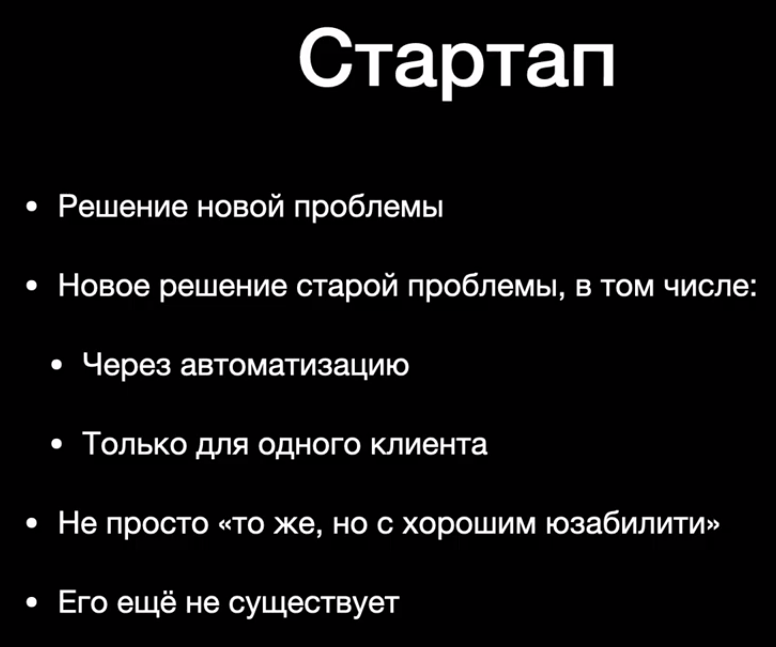 Стартап
• Решение новой проблемы
• Новое решение старой проблемы, в том числе:
• Через автоматизацию
• Только для одного клиента
• Не просто «то же, но с хорошим юзабилити»
• Его ещё не существует